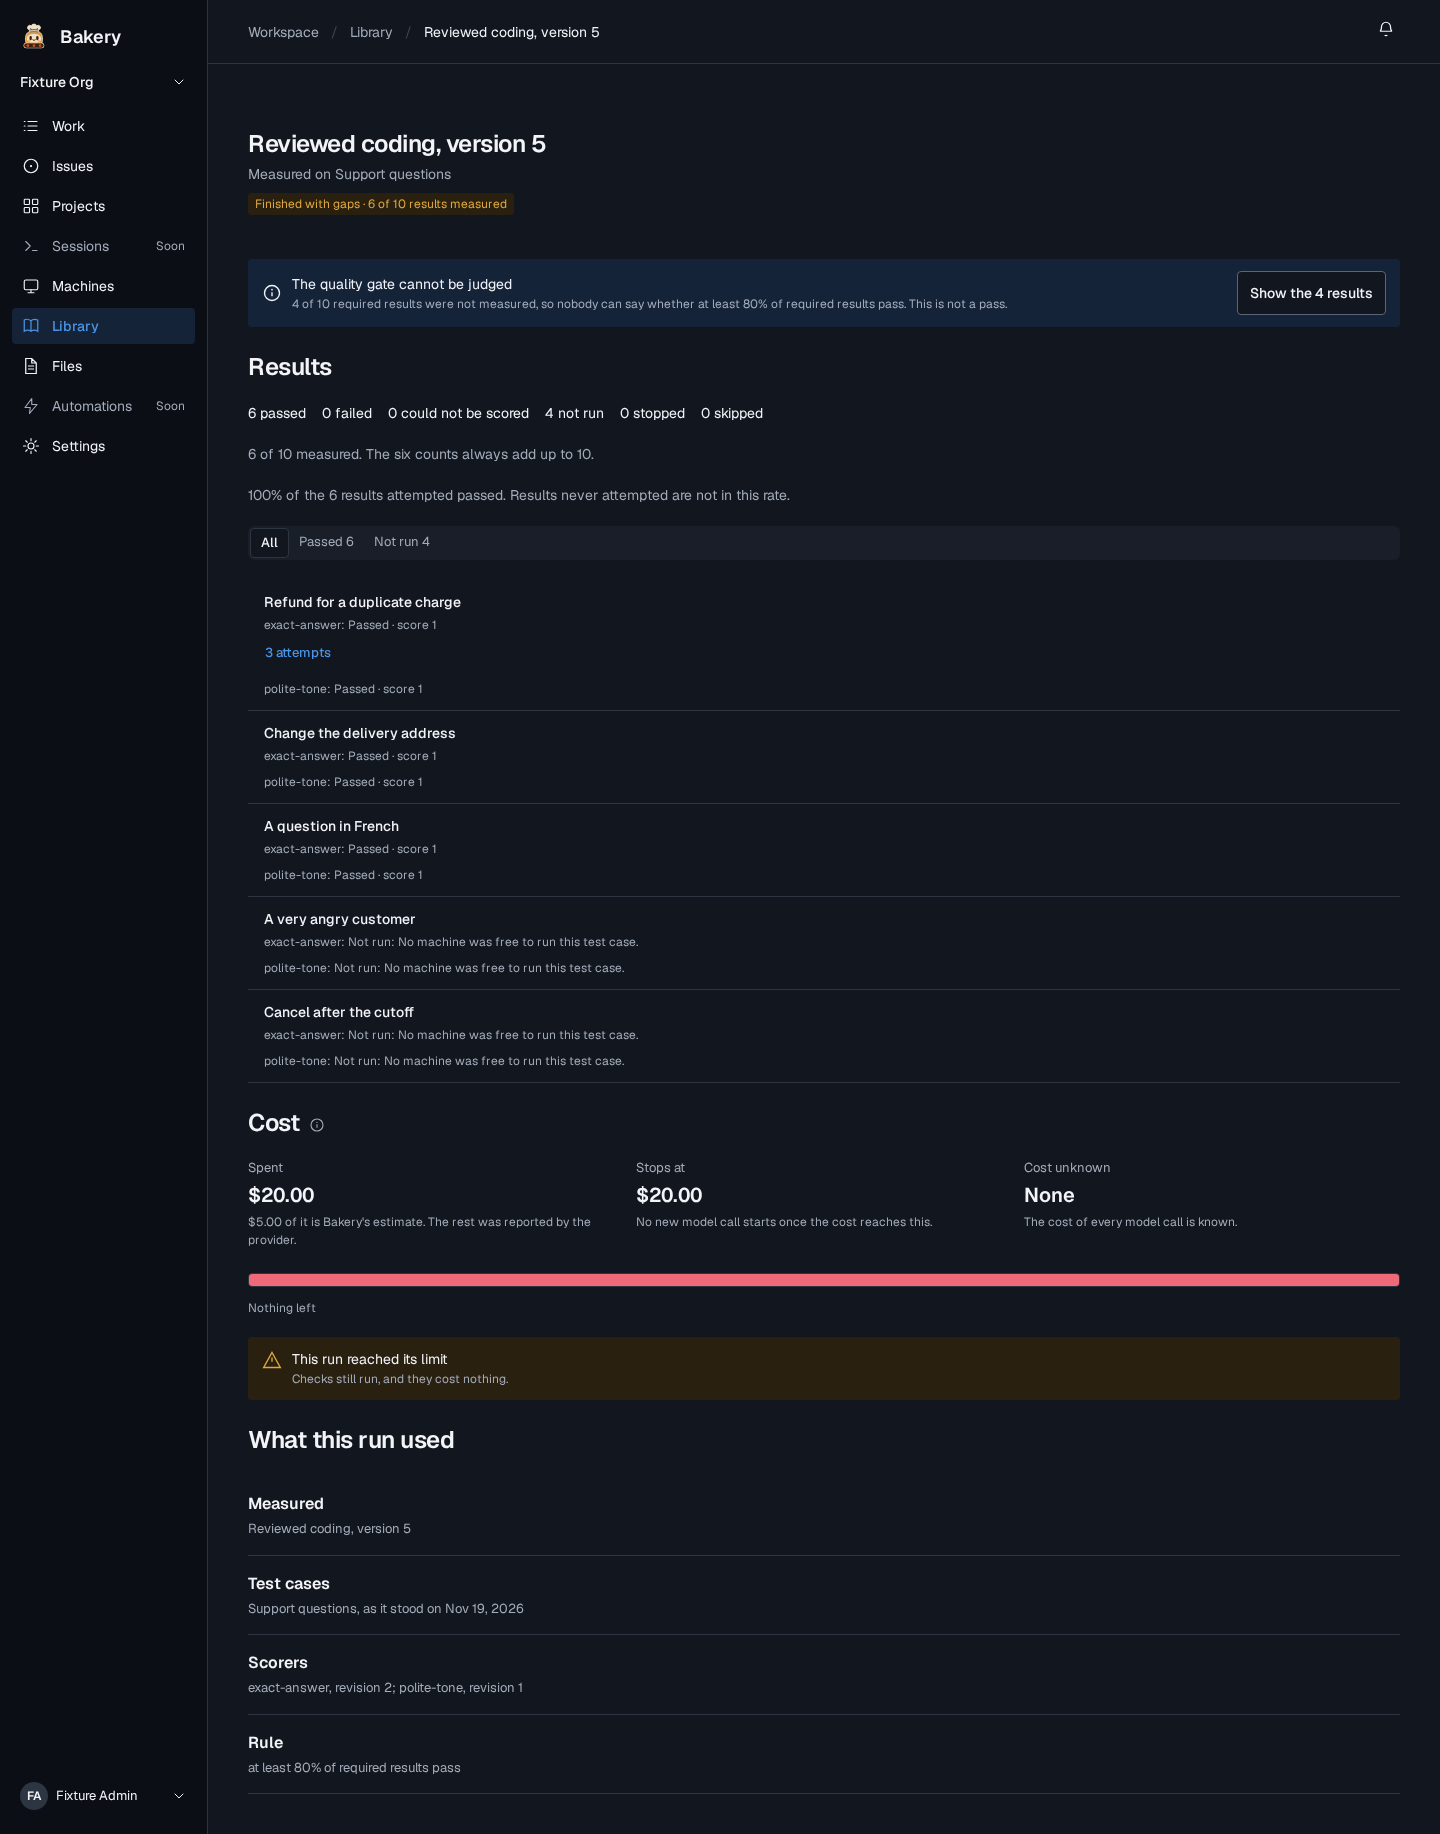 Bakery
Fixture Org
Work
Issues
Projects
Sessions Soon
Machines
Library
Files
Automations Soon
Settings
FA Fixture Admin
Workspace / Library / Reviewed coding, version 5
Reviewed coding, version 5
Measured on Support questions
Finished with gaps · 6 of 10 results measured
The quality gate cannot be judged
4 of 10 required results were not measured, so nobody can say whether at least 80% of required results pass. This is not a pass.
Show the 4 results
Results
6 passed 0 failed 0 could not be scored 4 not run 0 stopped 0 skipped
6 of 10 measured. The six counts always add up to 10.
100% of the 6 results attempted passed. Results never attempted are not in this rate.
All Passed 6 Not run 4
Refund for a duplicate charge
exact-answer: Passed · score 1
3 attempts
polite-tone: Passed · score 1
Change the delivery address
exact-answer: Passed · score 1
polite-tone: Passed · score 1
A question in French
exact-answer: Passed · score 1
polite-tone: Passed · score 1
A very angry customer
exact-answer: Not run: No machine was free to run this test case.
polite-tone: Not run: No machine was free to run this test case.
Cancel after the cutoff
exact-answer: Not run: No machine was free to run this test case.
polite-tone: Not run: No machine was free to run this test case.
Cost
Spent
$20.00
$5.00 of it is Bakery's estimate. The rest was reported by the
provider.
Stops at
$20.00
No new model call starts once the cost reaches this.
Cost unknown
None
The cost of every model call is known.
Nothing left
This run reached its limit
Checks still run, and they cost nothing.
What this run used
Measured
Reviewed coding, version 5
Test cases
Support questions, as it stood on Nov 19, 2026
Scorers
exact-answer, revision 2; polite-tone, revision 1
Rule
at least 80% of required results pass